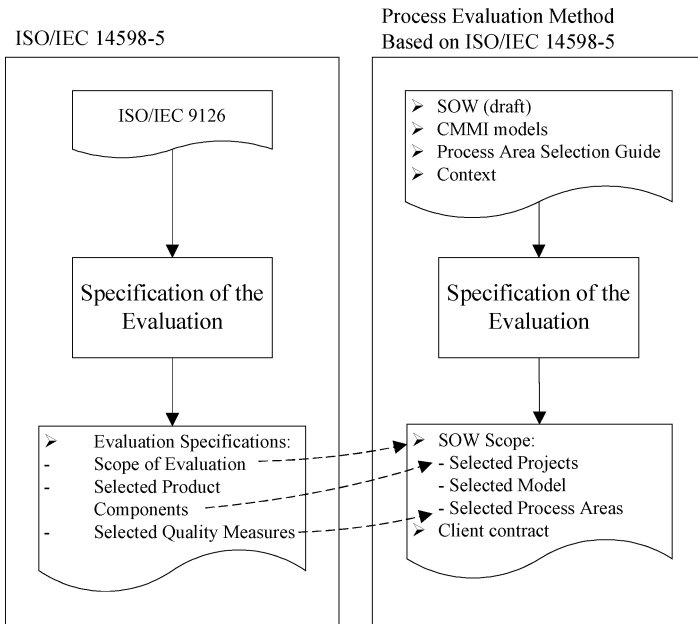 ISO/IEC 14598-5
ISO/IEC 9126
Specification of the
Evaluation
➢ Evaluation Specifications:
- Scope of Evaluation
- Selected Product
Components
- Selected Quality Measures
Process Evaluation Method
Based on ISO/IEC 14598-5
➢ SOW (draft)
➢ CMMI models
➢ Process Area Selection Guide
➢ Context
Specification of the
Evaluation
➢ SOW Scope:
- Selected Projects
- Selected Model
- Selected Process Areas
➢ Client contract